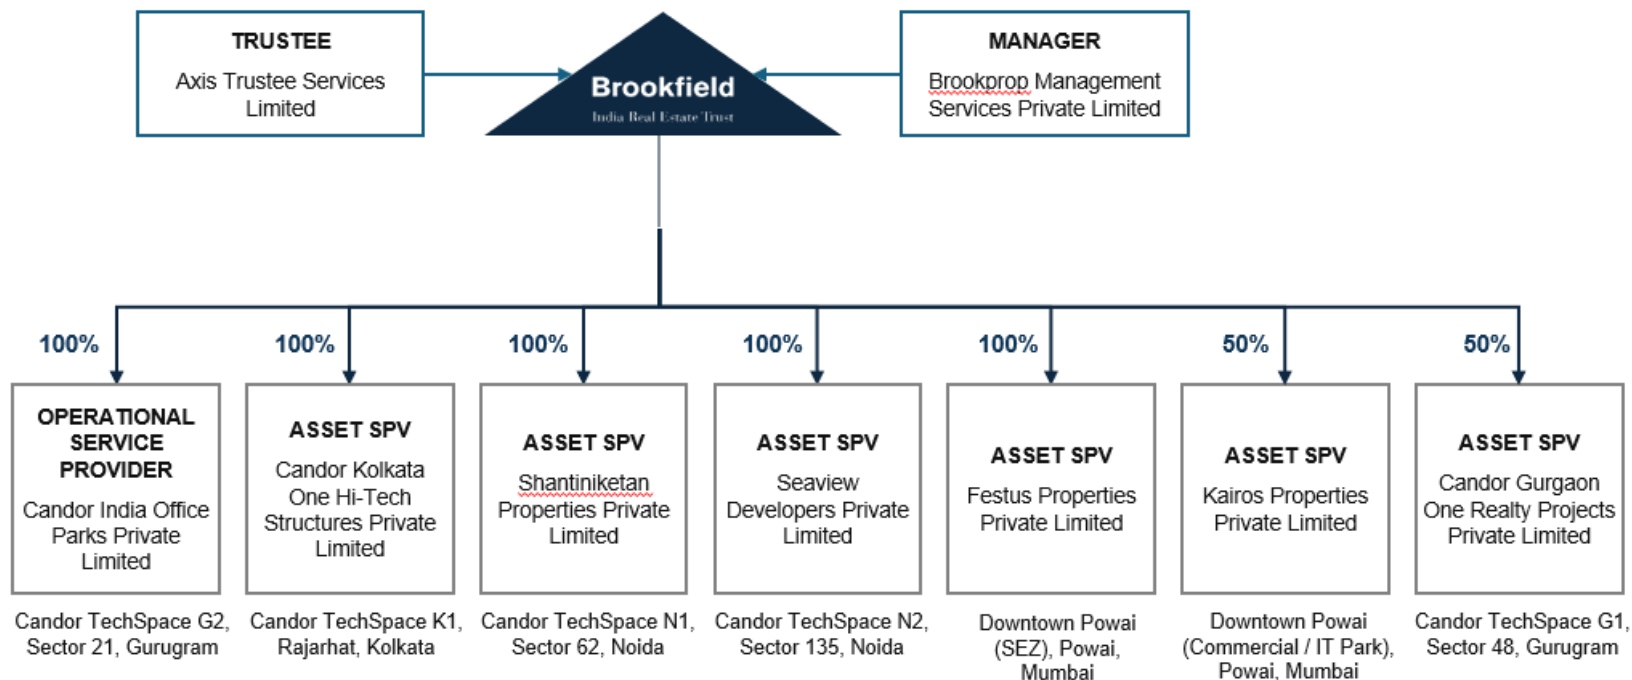 TRUSTEE
Axis Trustee Services
Limited
Brookfield
India Real Estate Trust
MANAGER
Brookprop Management
Services Private Limited
100%
100%
100%
100%
100%
50%
50%
OPERATIONAL
SERVICE
PROVIDER
Candor India Office
Parks Private
Limited
ASSET SPV
Candor Kolkata
One Hi-Tech
Structures Private
Limited
ASSET SPV
Shantiniketan
Properties Private
Limited
ASSET SPV
Seaview
Developers Private
Limited
ASSET SPV
Festus Properties
Private Limited
ASSET SPV
Kairos Properties
Private Limited
ASSET SPV
Candor Gurgaon
One Realty Projects
Private Limited
Candor TechSpace G2,
Sector 21, Gurugram
Candor TechSpace K1,
Rajarhat, Kolkata
Candor TechSpace N1,
Sector 62, Noida
Candor TechSpace N2,
Sector 135, Noida
Downtown Powai
(SEZ), Powai,
Mumbai
Downtown Powai
(Commercial / IT Park),
Powai, Mumbai
Candor TechSpace G1,
Sector 48, Gurugram